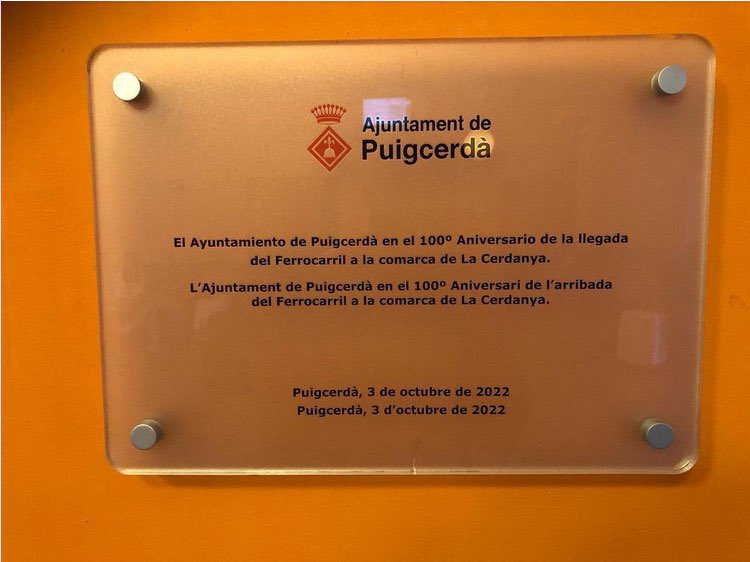 Ajuntament de
Puigcerdà
El Ayuntamiento de Puigcerdà en el 100º Aniversario de la llegada
del Ferrocarril a la comarca de La Cerdanya.
L’Ajuntament de Puigcerdà en el 100º Aniversari de l’arribada
del Ferrocarril a la comarca de La Cerdanya.
Puigcerdà, 3 de octubre de 2022
Puigcerdà, 3 d’octubre de 2022